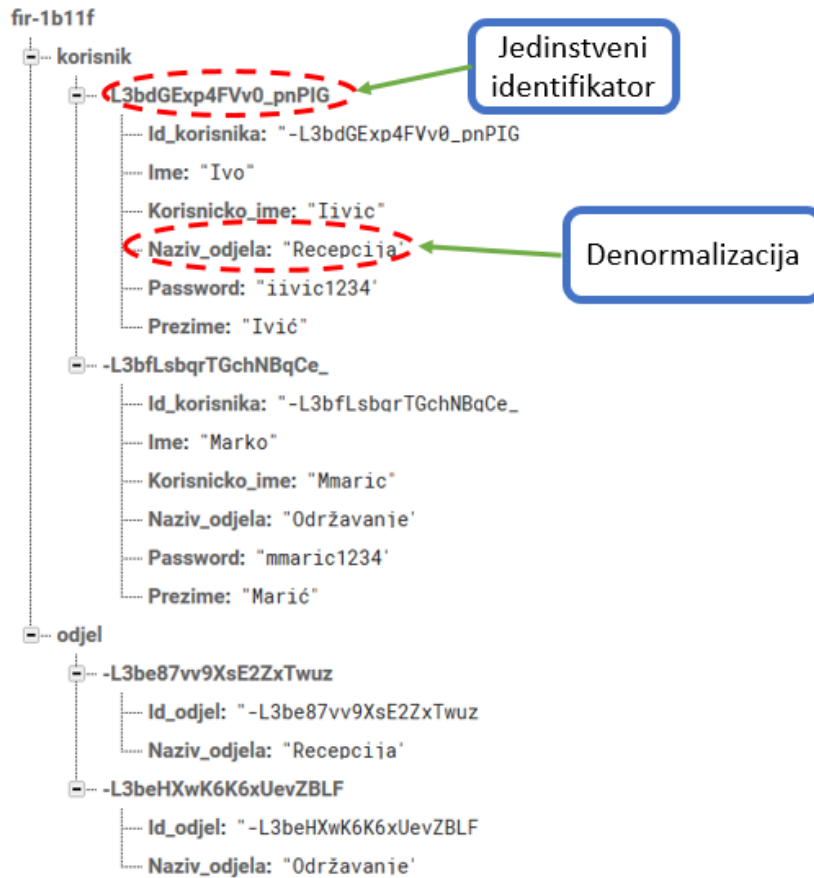 fir-1b11f
korisnik
Jedinstveni
identifikator
-L3bdGExp4FVv0_pnPIG
Id_korisnika: "-L3bdGExp4FVv0_pnPIG
Ime: "Ivo"
Korisnicko_ime: "Iivic"
Naziv_odjela: "Recepcija"
Denormalizacija
Password: "iivic1234"
Prezime: "Ivić"
-L3bfLsbqrTGchNBqCe_
Id_korisnika: "-L3bfLsbqrTGchNBqCe_
Ime: "Marko"
Korisnicko_ime: "Mmaric"
Naziv_odjela: "Održavanje"
Password: "mmaric1234"
Prezime: "Marić"
odjel
-L3be87vv9XsE2ZxTwuz
Id_odjel: "-L3be87vv9XsE2ZxTwuz
Naziv_odjela: "Recepcija"
-L3beHXwK6K6xUevZBLF
Id_odjel: "-L3beHXwK6K6xUevZBLF
Naziv_odjela: "Održavanje"